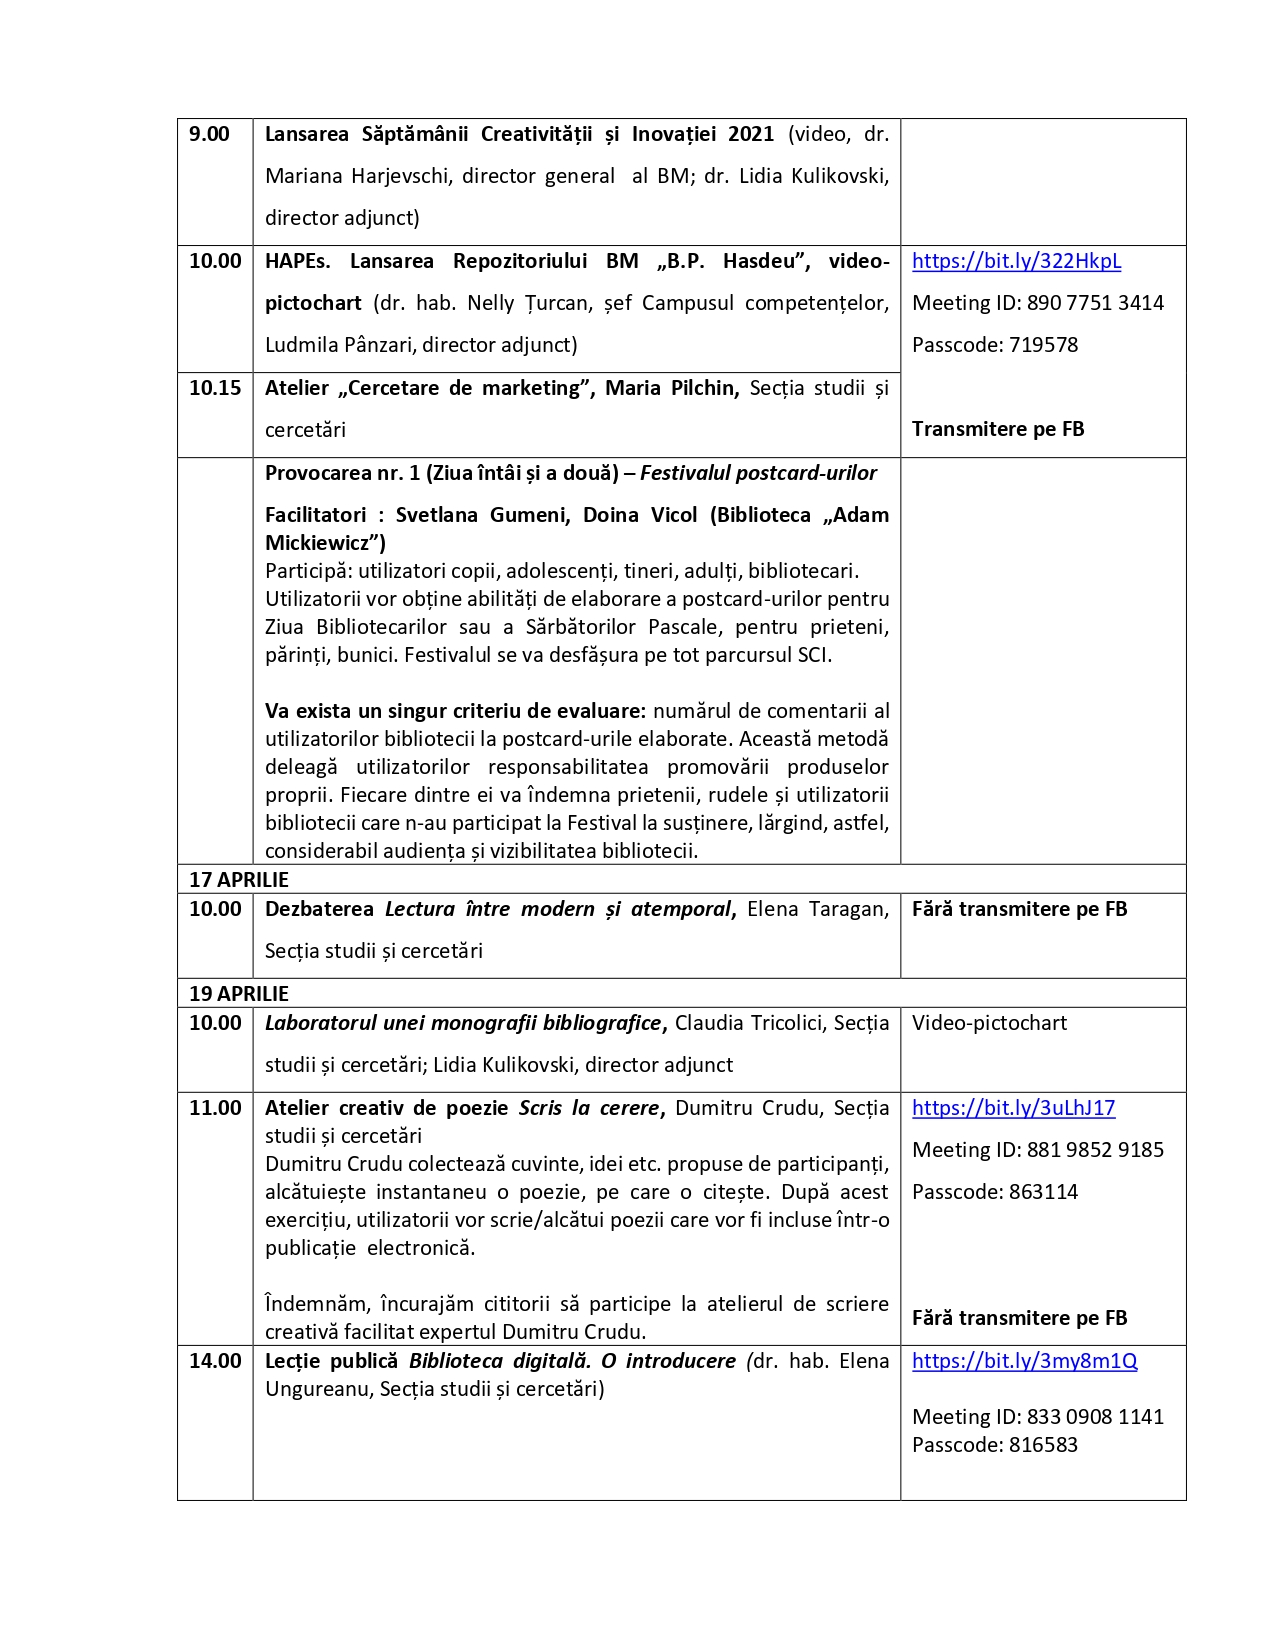 9.00 Lansarea Săptămânii Creativității și Inovației 2021 (video, dr.
Mariana Harjevschi, director general al BM; dr. Lidia Kulikovski,
director adjunct)
10.00 HAPEs. Lansarea Repozitoriului BM „B.P. Hasdeu”, video-
pictochart (dr. hab. Nelly Țurcan, șef Campusul competențelor,
Ludmila Pânzari, director adjunct)
https://bit.ly/322HkpL
Meeting ID: 890 7751 3414
Passcode: 719578
10.15 Atelier „Cercetare de marketing”, Maria Pilchin, Secția studii și
cercetări
Transmitere pe FB
Provocarea nr. 1 (Ziua întâi și a două) – Festivalul postcard-urilor
Facilitatori : Svetlana Gumeni, Doina Vicol (Biblioteca „Adam
Mickiewicz”)
Participă: utilizatori copii, adolescenți, tineri, adulți, bibliotecari.
Utilizatorii vor obține abilități de elaborare a postcard-urilor pentru
Ziua Bibliotecarilor sau a Sărbătorilor Pascale, pentru prieteni,
părinți, bunici. Festivalul se va desfășura pe tot parcursul SCI.
Va exista un singur criteriu de evaluare: numărul de comentarii al
utilizatorilor bibliotecii la postcard-urile elaborate. Această metodă
deleagă utilizatorilor responsabilitatea promovării produselor
proprii. Fiecare dintre ei va îndemna prietenii, rudele și utilizatorii
bibliotecii care n-au participat la Festival la susținere, lărgind, astfel,
considerabil audiența și vizibilitatea bibliotecii.
17 APRILIE
10.00 Dezbaterea Lectura între modern și atemporal, Elena Taragan,
Secția studii și cercetări
Fără transmitere pe FB
19 APRILIE
10.00 Laboratorul unei monografii bibliografice, Claudia Tricolici, Secția
studii și cercetări; Lidia Kulikovski, director adjunct
Video-pictochart
11.00 Atelier creativ de poezie Scris la cerere, Dumitru Crudu, Secția
studii și cercetări
Dumitru Crudu colectează cuvinte, idei etc. propuse de participanți,
alcătuiește instantaneu o poezie, pe care o citește. După acest
exercițiu, utilizatorii vor scrie/alcătui poezii care vor fi incluse într-o
publicație electronică.
Îndemnăm, încurajăm cititorii să participe la atelierul de scriere
creativă facilitat expertul Dumitru Crudu.
https://bit.ly/3uLhJ17
Meeting ID: 881 9852 9185
Passcode: 863114
Fără transmitere pe FB
14.00 Lecție publică Biblioteca digitală. O introducere (dr. hab. Elena
Ungureanu, Secția studii și cercetări)
https://bit.ly/3my8m1Q
Meeting ID: 833 0908 1141
Passcode: 816583